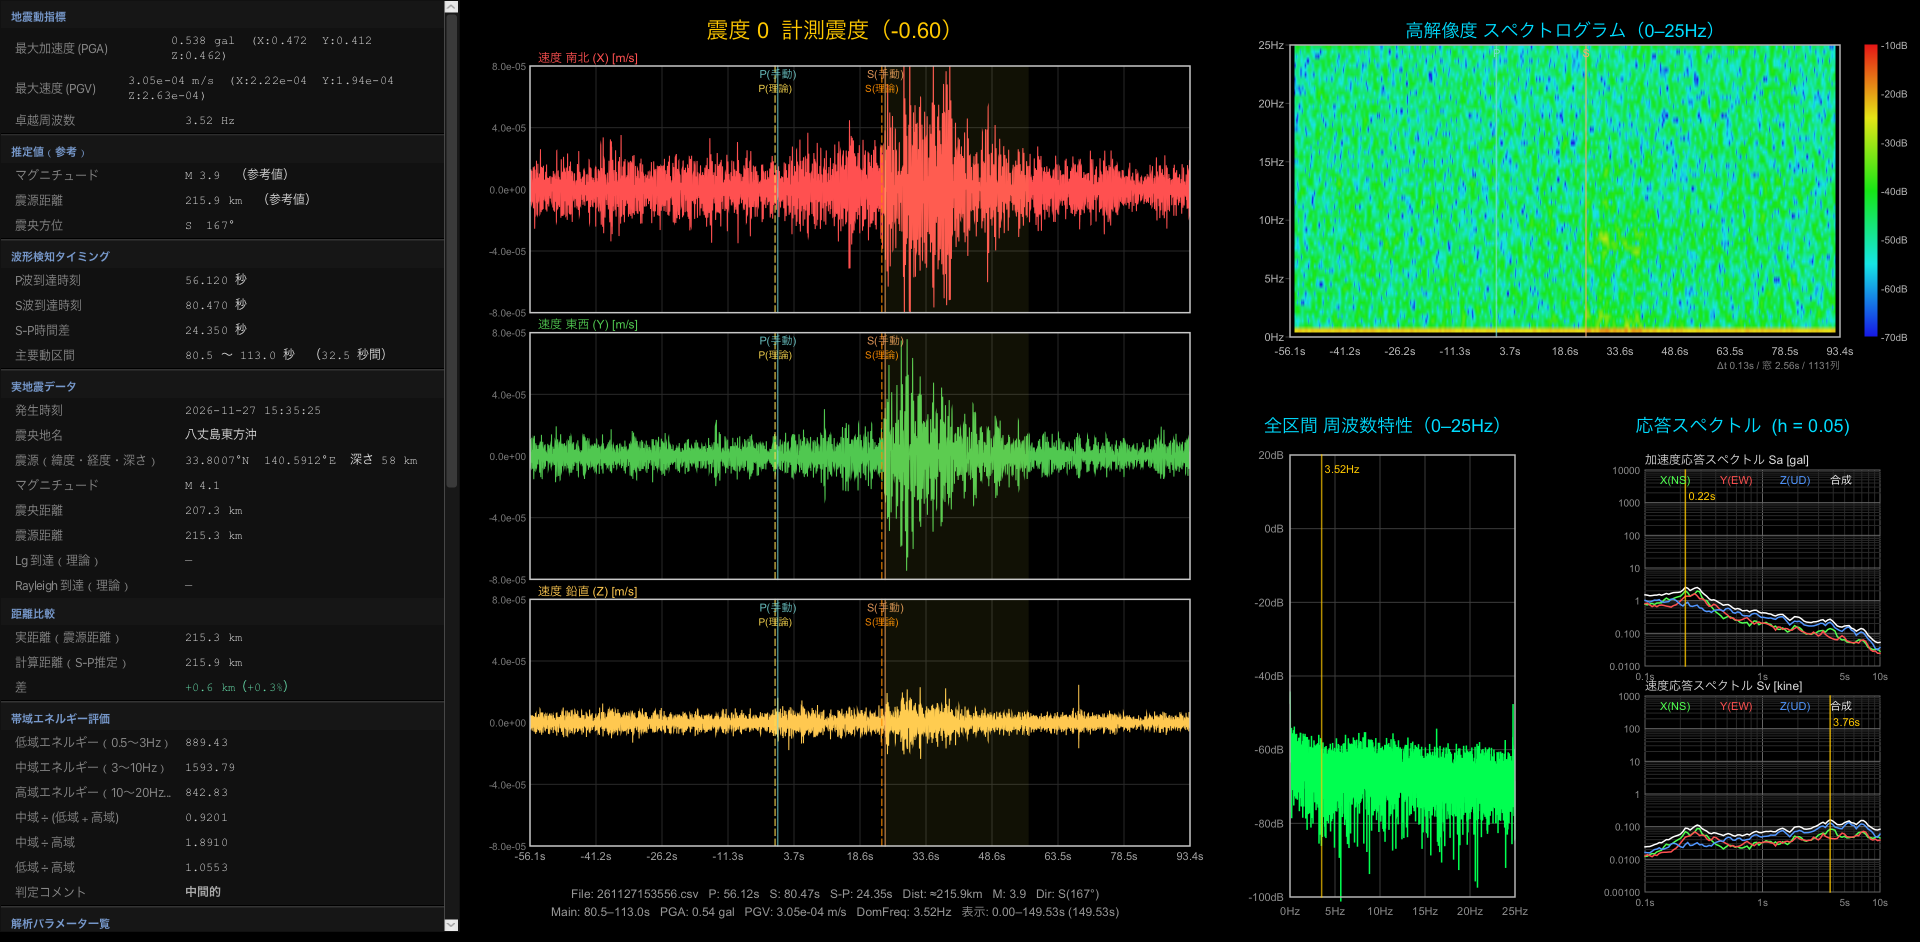 地震動指標
最大加速度 (PGA) 0.538 gal (X:0.472 Y:0.412 Z:0.462)
最大速度 (PGV) 3.05e-04 m/s (X:2.22e-04 Y:1.94e-04 Z:2.63e-04)
卓越周波数 3.52 Hz
推定値（参考）
マグニチュード M 3.9 （参考値）
震源距離 215.9 km （参考値）
震央方位 S 167°
波形検知タイミング
P波到達時刻 56.120 秒
S波到達時刻 80.470 秒
S-P時間差 24.350 秒
主要動区間 80.5 〜 113.0 秒 （32.5 秒間）
実地震データ
発生時刻 2026-11-27 15:35:25
震央地名 八丈島東方沖
震源（緯度・経度・深さ） 33.8007°N 140.5912°E 深さ 58 km
マグニチュード M 4.1
震央距離 207.3 km
震源距離 215.3 km
Lg 到達（理論） —
Rayleigh 到達（理論） —
距離比較
実距離（震源距離） 215.3 km
計算距離（S-P推定） 215.9 km
差 +0.6 km (+0.3%)
帯域エネルギー評価
低域エネルギー（0.5〜3Hz） 889.43
中域エネルギー（3〜10Hz） 1593.79
高域エネルギー（10〜20Hz... 842.83
中域÷(低域＋高域) 0.9201
中域÷高域 1.8910
低域÷高域 1.0553
判定コメント 中間的
解析パラメータ一覧
震度 0 計測震度（-0.60）
速度 南北 (X) [m/s]
8.0e-05
4.0e-05
0.0e+00
-4.0e-05
-8.0e-05
P(手動)
P(理論)
S(手動)
S(理論)
速度 東西 (Y) [m/s]
8.0e-05
4.0e-05
0.0e+00
-4.0e-05
-8.0e-05
P(手動)
P(理論)
S(手動)
S(理論)
速度 鉛直 (Z) [m/s]
8.0e-05
4.0e-05
0.0e+00
-4.0e-05
-8.0e-05
P(手動)
P(理論)
S(手動)
S(理論)
-56.1s -41.2s -26.2s -11.3s 3.7s 18.6s 33.6s 48.6s 63.5s 78.5s 93.4s
File: 261127153556.csv P: 56.12s S: 80.47s S-P: 24.35s Dist: ≈215.9km M: 3.9 Dir: S(167°)
Main: 80.5–113.0s PGA: 0.54 gal PGV: 3.05e-04 m/s DomFreq: 3.52Hz 表示: 0.00–149.53s (149.53s)
高解像度 スペクトログラム（0–25Hz）
25Hz
20Hz
15Hz
10Hz
5Hz
0Hz
P
S
-56.1s -41.2s -26.2s -11.3s 3.7s 18.6s 33.6s 48.6s 63.5s 78.5s 93.4s
Δt 0.13s / 窓 2.56s / 1131列
-10dB
-20dB
-30dB
-40dB
-50dB
-60dB
-70dB
全区間 周波数特性（0–25Hz）
20dB
0dB
-20dB
-40dB
-60dB
-80dB
-100dB
3.52Hz
0Hz 5Hz 10Hz 15Hz 20Hz 25Hz
応答スペクトル (h = 0.05)
加速度応答スペクトル Sa [gal]
X(NS) Y(EW) Z(UD) 合成
0.22s
10000
1000
100
10
1
0.100
0.0100
0.1s 1s 5s 10s
速度応答スペクトル Sv [kine]
X(NS) Y(EW) Z(UD) 合成
3.76s
1000
100
10
1
0.100
0.0100
0.00100
0.1s 1s 5s 10s